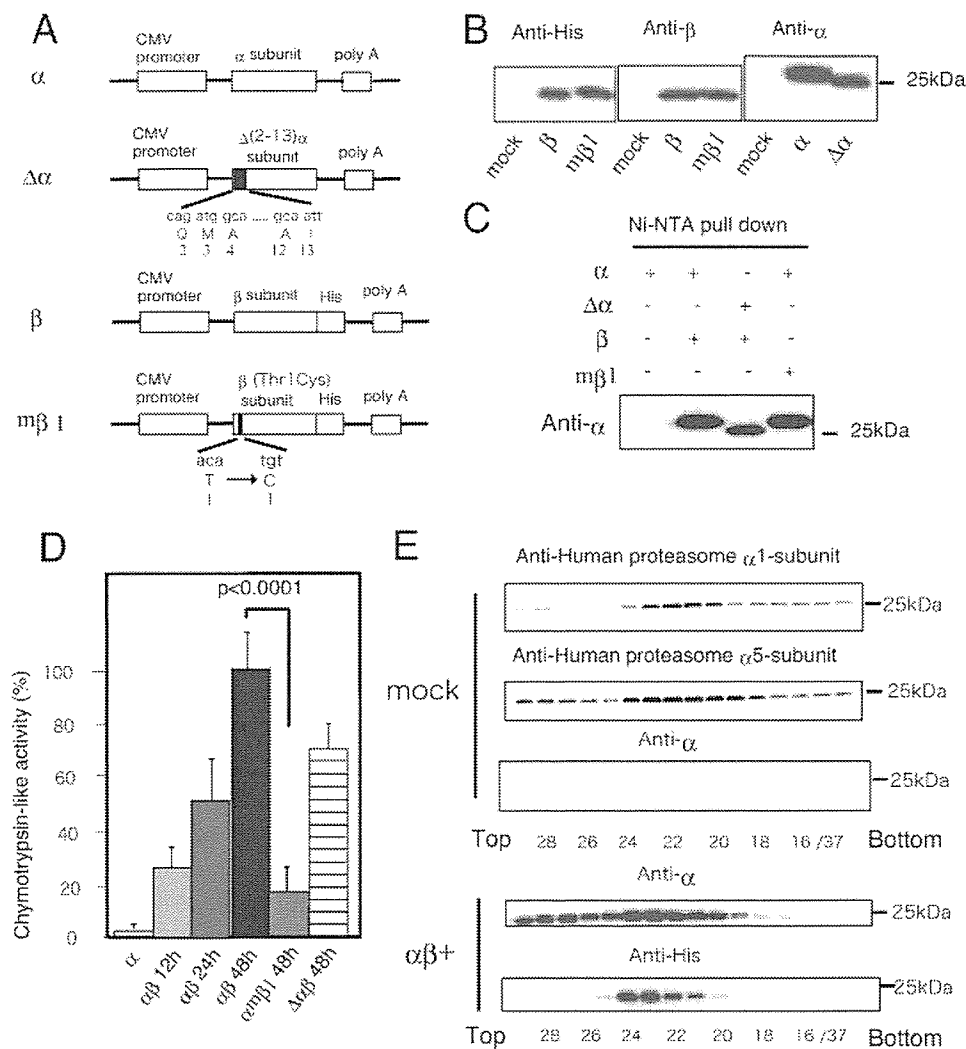 A
CMV promoter α subunit poly A
α
CMV promoter Δ(2-13)α subunit poly A
Δα
cag atg gca ..... gca att
Q M A A I
2 3 4 12 13
CMV promoter β subunit His poly A
β
CMV promoter β (Thr1Cys) subunit His poly A
mβ 1
aca tgt
T → C
1 1
B
Anti-His Anti-β Anti-α
25kDa
mock β mβ1 mock β mβ1 mock α Δα
C
Ni-NTA pull down
α + + - +
Δα - - + -
β - + + -
mβ1 - - - +
Anti-α 25kDa
D
p<0.0001
Chymotrypsin-like activity (%)
100
80
60
40
20
0
α αβ 12h αβ 24h αβ 48h αmβ1 48h Δαβ 48h
E
Anti-Human proteasome α1-subunit
25kDa
Anti-Human proteasome α5-subunit
25kDa
mock
Anti-α
25kDa
Top 28 26 24 22 20 18 16 /37 Bottom
Anti-α
25kDa
αβ+
Anti-His
25kDa
Top 28 26 24 22 20 18 16 /37 Bottom